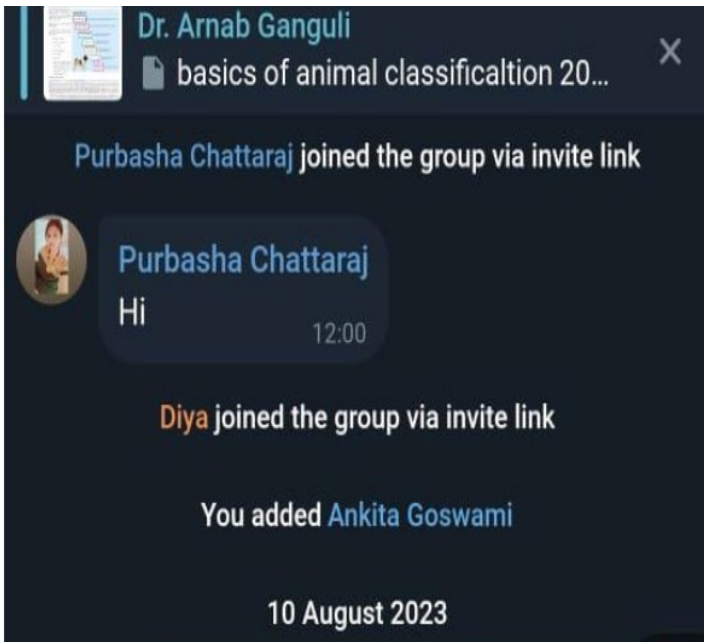 Dr. Arnab Ganguli
basics of animal classificaltion 20...
Purbasha Chattaraj joined the group via invite link
Purbasha Chattaraj
Hi
12:00
Diya joined the group via invite link
You added Ankita Goswami
10 August 2023